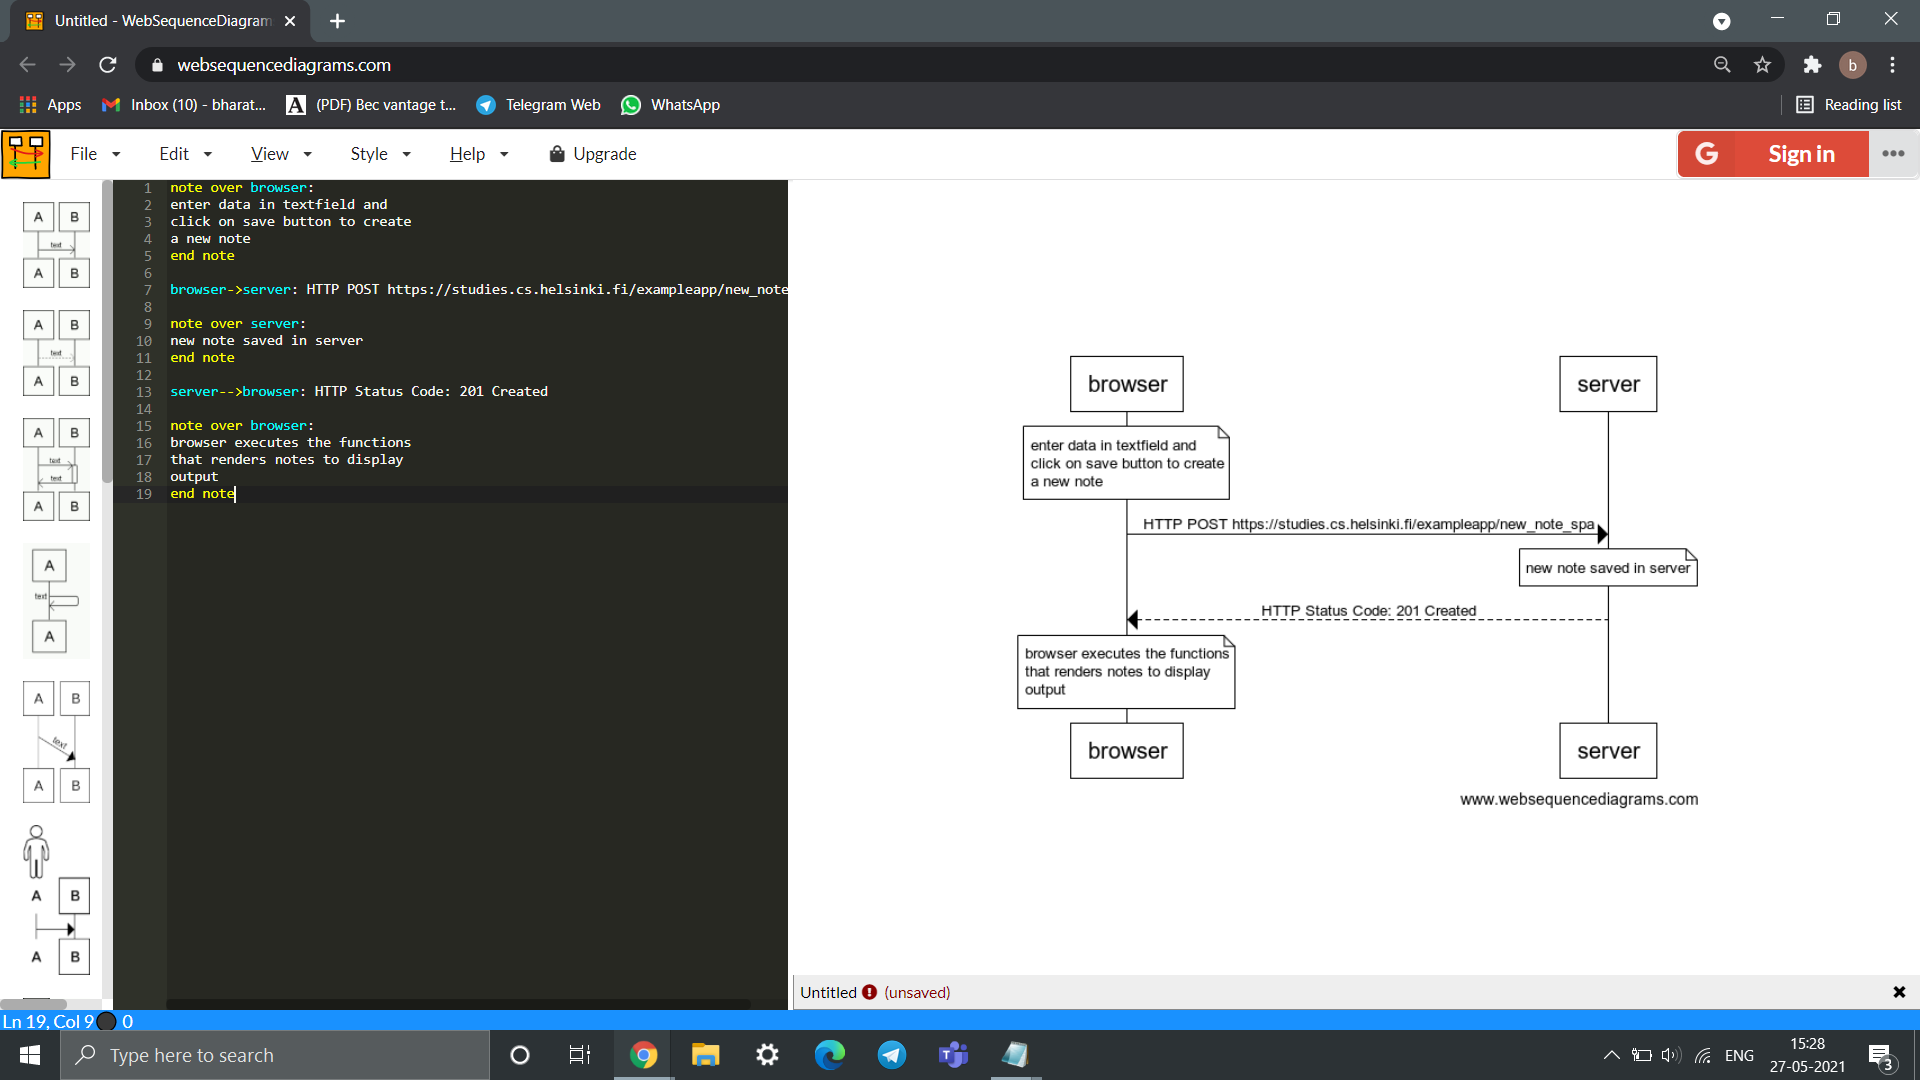 Untitled - WebSequenceDiagram
websequencediagrams.com
b
Apps
Inbox (10) - bharat...
A
(PDF) Bec vantage t...
Telegram Web
WhatsApp
Reading list
File
Edit
View
Style
Help
Upgrade
G
Sign in
A B
text
A B
A B
text
A B
A B
text
text
A B
A
text
A
A B
text
A B
A B
A B
1 note over browser:
2 enter data in textfield and
3 click on save button to create
4 a new note
5 end note
6
7 browser->server: HTTP POST https://studies.cs.helsinki.fi/exampleapp/new_note
8
9 note over server:
10 new note saved in server
11 end note
12
13 server-->browser: HTTP Status Code: 201 Created
14
15 note over browser:
16 browser executes the functions
17 that renders notes to display
18 output
19 end note
browser
server
enter data in textfield and
click on save button to create
a new note
HTTP POST https://studies.cs.helsinki.fi/exampleapp/new_note_spa
new note saved in server
HTTP Status Code: 201 Created
browser executes the functions
that renders notes to display
output
browser
server
www.websequencediagrams.com
Untitled ! (unsaved)
Ln 19, Col 9 0
Type here to search
T
ENG
15:28
27-05-2021
3